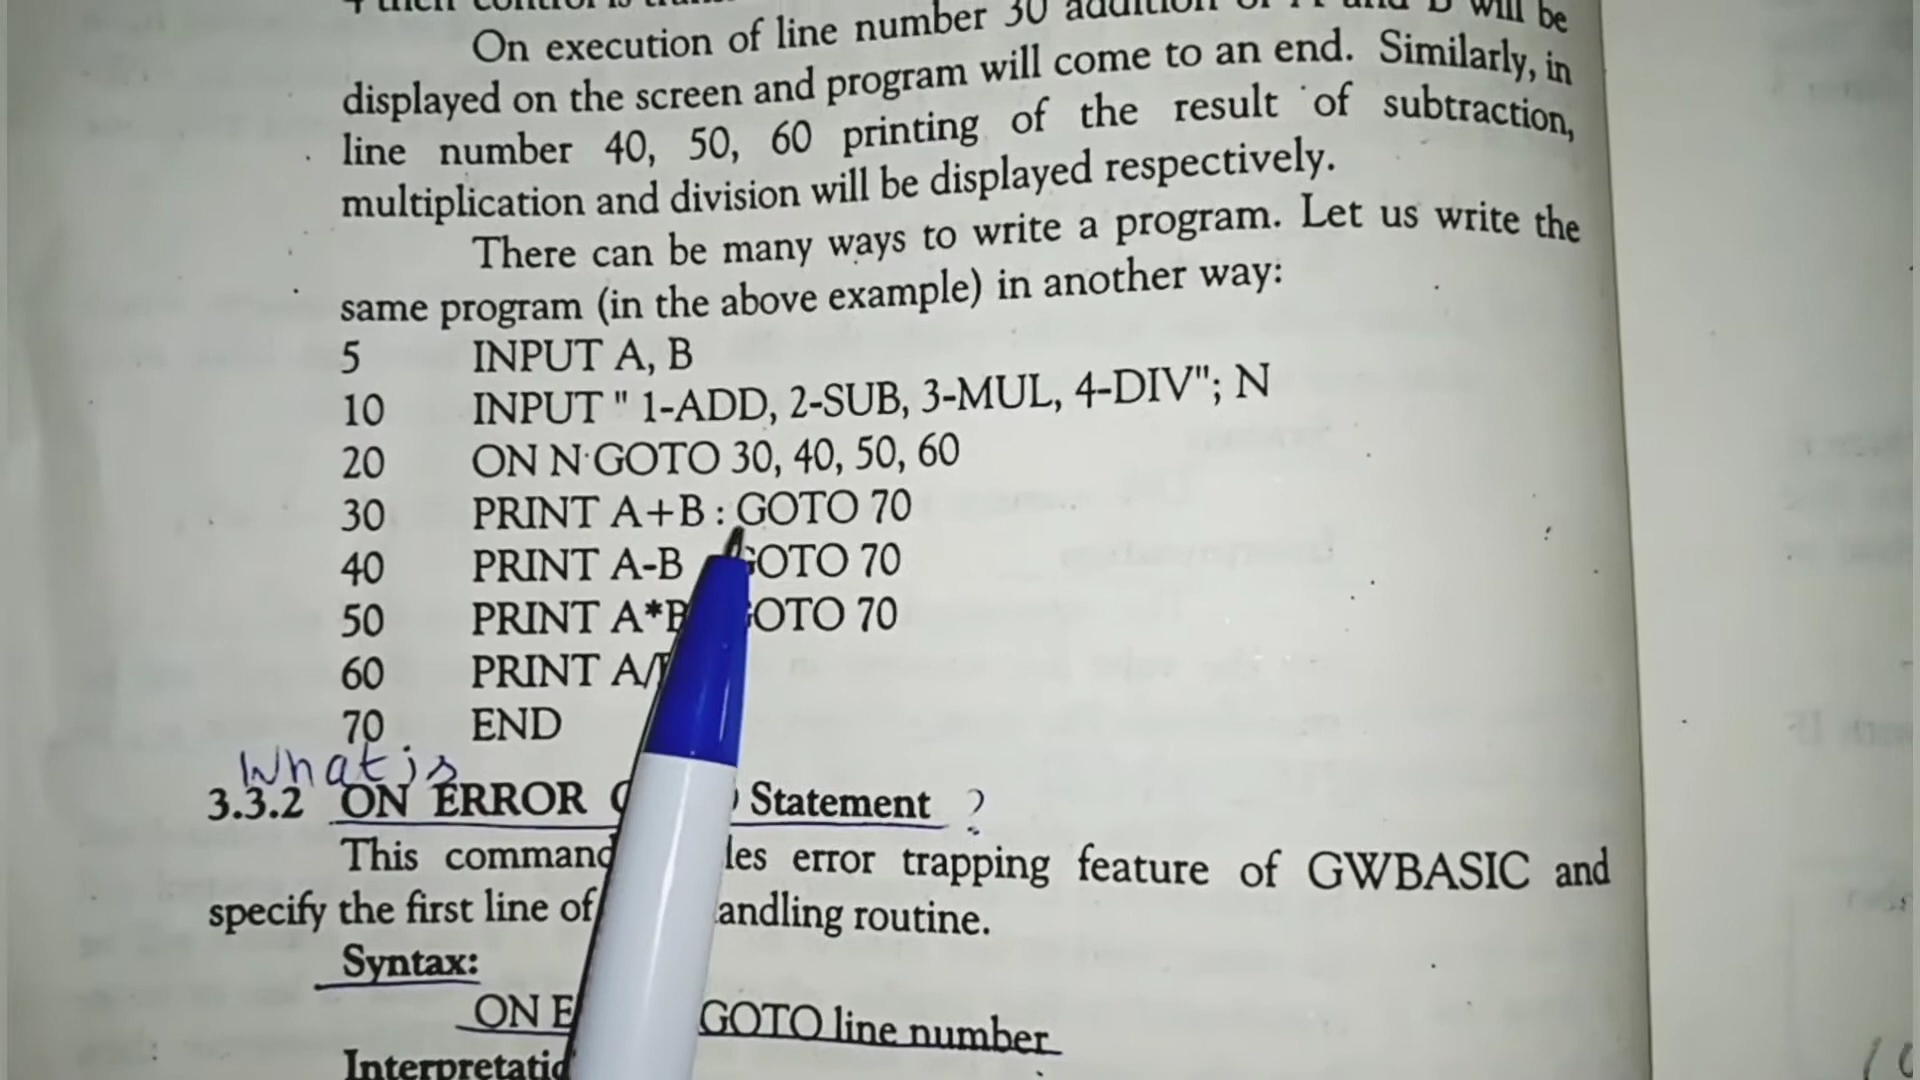 then control is
On execution of line number 30 addition of A and B will be
displayed on the screen and program will come to an end. Similarly, in
line number 40, 50, 60 printing of the result of subtraction,
multiplication and division will be displayed respectively.
There can be many ways to write a program. Let us write the
same program (in the above example) in another way:
5 INPUT A, B
10 INPUT " 1-ADD, 2-SUB, 3-MUL, 4-DIV"; N
20 ON N GOTO 30, 40, 50, 60
30 PRINT A+B : GOTO 70
40 PRINT A-B GOTO 70
50 PRINT A*B GOTO 70
60 PRINT A/
70 END
What is
3.3.2 ON ERROR Statement ?
This command les error trapping feature of GWBASIC and
specify the first line of andling routine.
Syntax:
ON E GOTO line number
Interpretatio